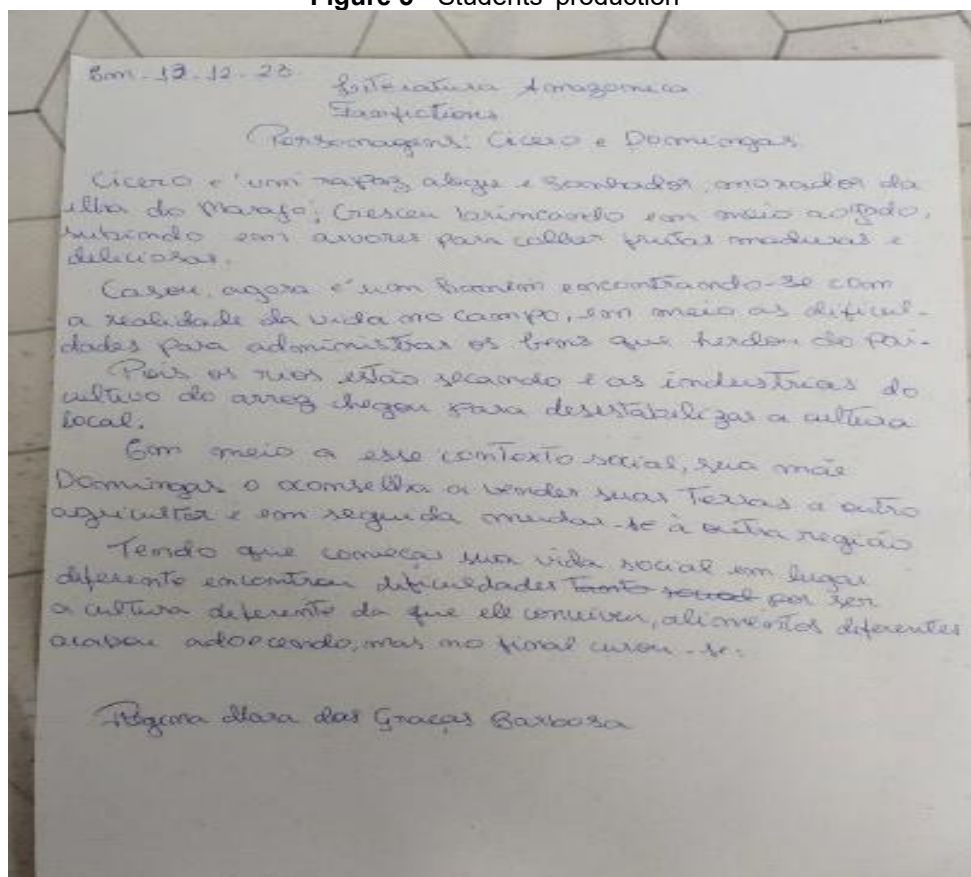 Figure 3 Students' production
Em - 13-12-23.
Literatura Amazonica
Fanfictions
Personagens: Cicero e Domingas
Cicero e' um rapaz alegre e sonhador, morador da
ilha do Marajo; Cresceu brincando em meio ao gado,
subindo em arvores para colher frutas maduras e
deliciosas.
Casou, agora e' um homem encontrando-se com
a realidade da vida no campo, em meio as dificul-
dades para administrar os bens que herdou do pai.
Pois os rios estão secando e as industrias do
cultivo do arroz chegou para desestabilizar a cultura
local.
Em meio a esse contexto social, sua mãe
Domingas o aconselha a vender suas terras a outro
agricultor e em seguida mudar-se à outra região
Tendo que começar sua vida social em lugar
diferente encontrou dificuldades tanto social por ser
a cultura diferente da que ele conviveu, alimentos diferentes
acabou adoecendo, mas no final curou-se.
Regina Mara das Graças Barbosa